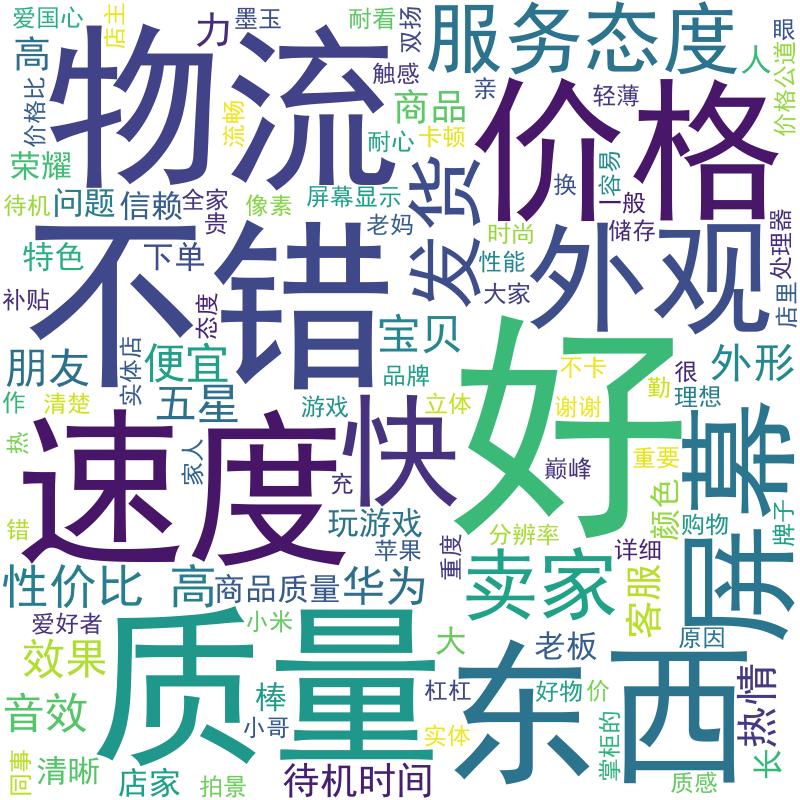 爱国心
店主
力
墨玉
耐看
双扬
服务态度
人
高
物流
触感
亲
轻薄
价格公道
价格比
流畅
商品
价格
荣耀
耐心
卡顿
待机
问题
信赖
全家
贵
像素
屏幕显示
老妈
发货
换
容易
一般
储存
时尚
特色
下单
不错
性能
大家
外观
处理器
店里
补贴
态度
朋友
实体店
便宜
宝贝
品牌
好
不卡
很
外形
作
清楚
五星
游戏
立体
谢谢
勤
理想
热
速度
快
家人
充
巅峰
重要
屏幕
颜色
购物
牌子
错
玩游戏
苹果
重度
分辨率
详细
性价比
高
商品质量
华为
卖家
客服
爱好者
小米
大
老板
原因
效果
质量
东西
棒
杠杠
好物
价
热情
音效
小哥
实体
掌柜的
长
同事
清晰
店家
拍景
待机时间
质感